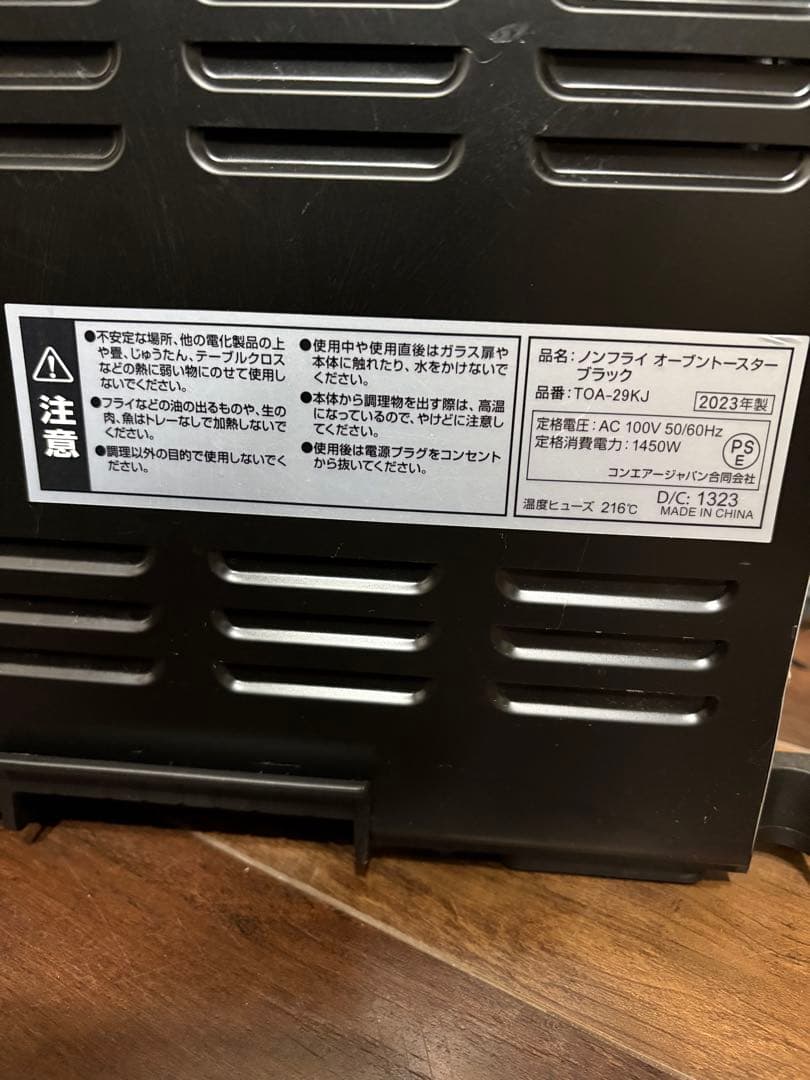 注意
●不安定な場所、他の電化製品の上
や畳、じゅうたん、テーブルクロス
などの熱に弱い物にのせて使用し
ないでください。
●フライなどの油の出るものや、生の
肉、魚はトレーなしで加熱しないで
ください。
●調理以外の目的で使用しないでく
ださい。
●使用中や使用直後はガラス扉や
本体に触れたり、水をかけないで
ください。
●本体から調理物を出す際は、高温
になっているので、やけどに注意し
てください。
●使用後は電源プラグをコンセント
から抜いてください。
品名：ノンフライ オーブントースター
ブラック
品番：TOA-29KJ
2023年製
定格電圧：AC 100V 50/60Hz
定格消費電力：1450W
PS
E
コンエアージャパン合同会社
温度ヒューズ 216℃
D/C: 1323
MADE IN CHINA